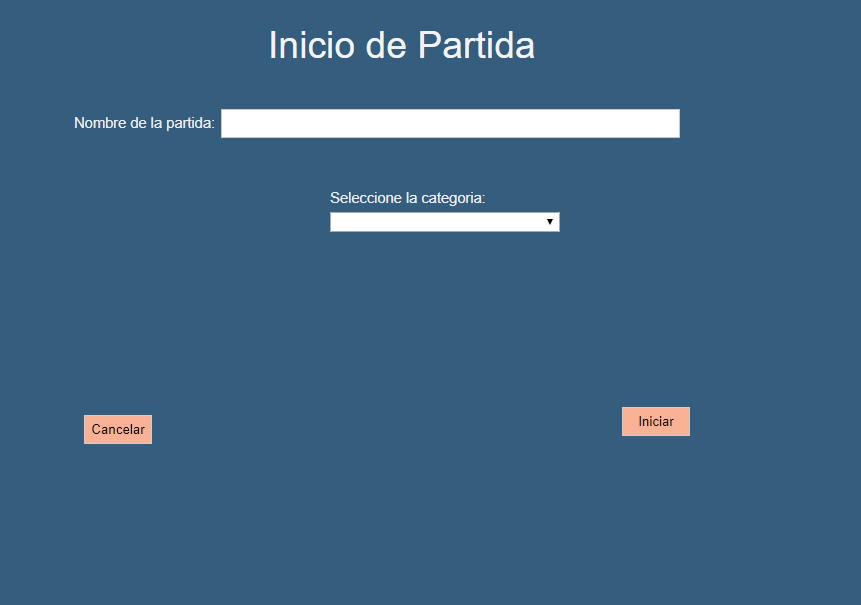 Inicio de Partida
Nombre de la partida:
Seleccione la categoria:
Cancelar
Iniciar